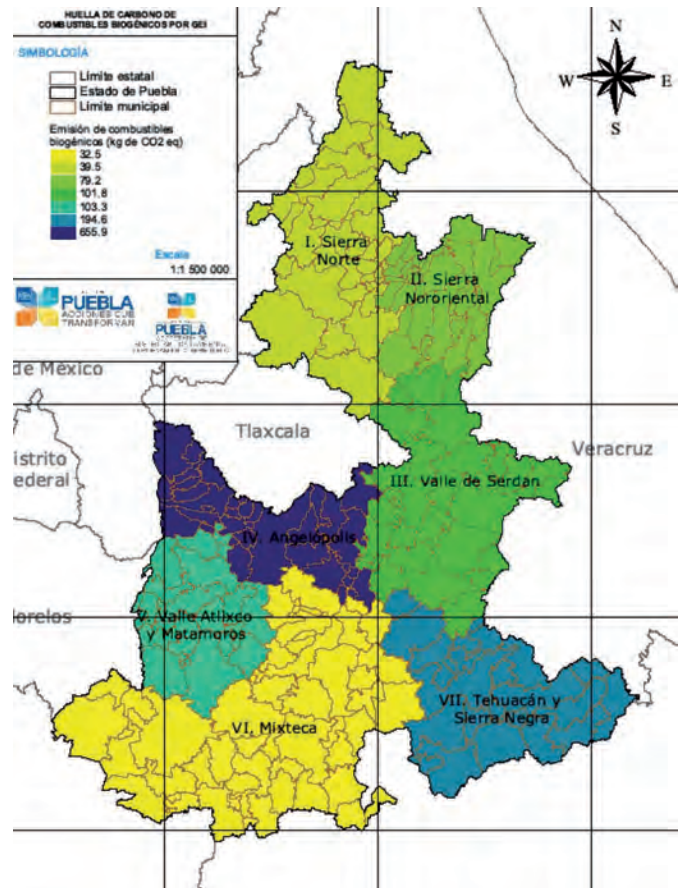 HUELLA DE CARBONO DE
COMBUSTIBLES BIOGÉNICOS POR GEI
SIMBOLOGÍA
Límite estatal
Estado de Puebla
Límite municipal
Emisión de combustibles
biogénicos (kg de CO2 eq)
32.5
39.5
79.2
101.8
103.3
194.6
655.9
Escala
1:1 500 000
PUEBLA
ACCIONES QUE
TRANSFORMAN
PUEBLA
N
W
E
S
I. Sierra
Norte
II. Sierra
Nororiental
de México
Tlaxcala
Veracruz
Distrito
Federal
III. Valle de Serdan
IV. Angelópolis
V. Valle Atlixco
y Matamoros
orelos
VI. Mixteca
VII. Tehuacán y
Sierra Negra